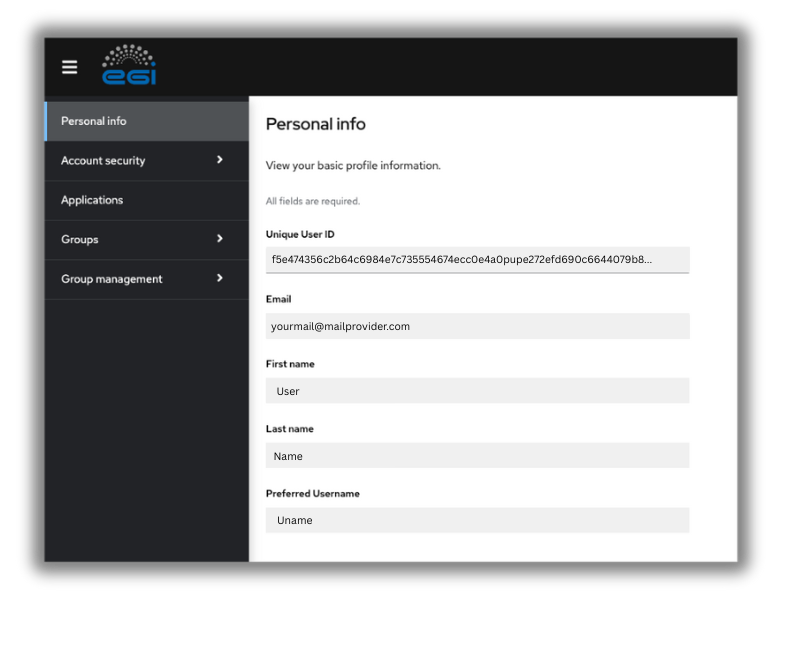 egi
Personal info
Account security
Applications
Groups
Group management
Personal info
View your basic profile information.
All fields are required.
Unique User ID
f5e474356c2b64c6984e7c735554674ecc0e4a0pupe272efd690c6644079b8...
Email
yourmail@mailprovider.com
First name
User
Last name
Name
Preferred Username
Uname